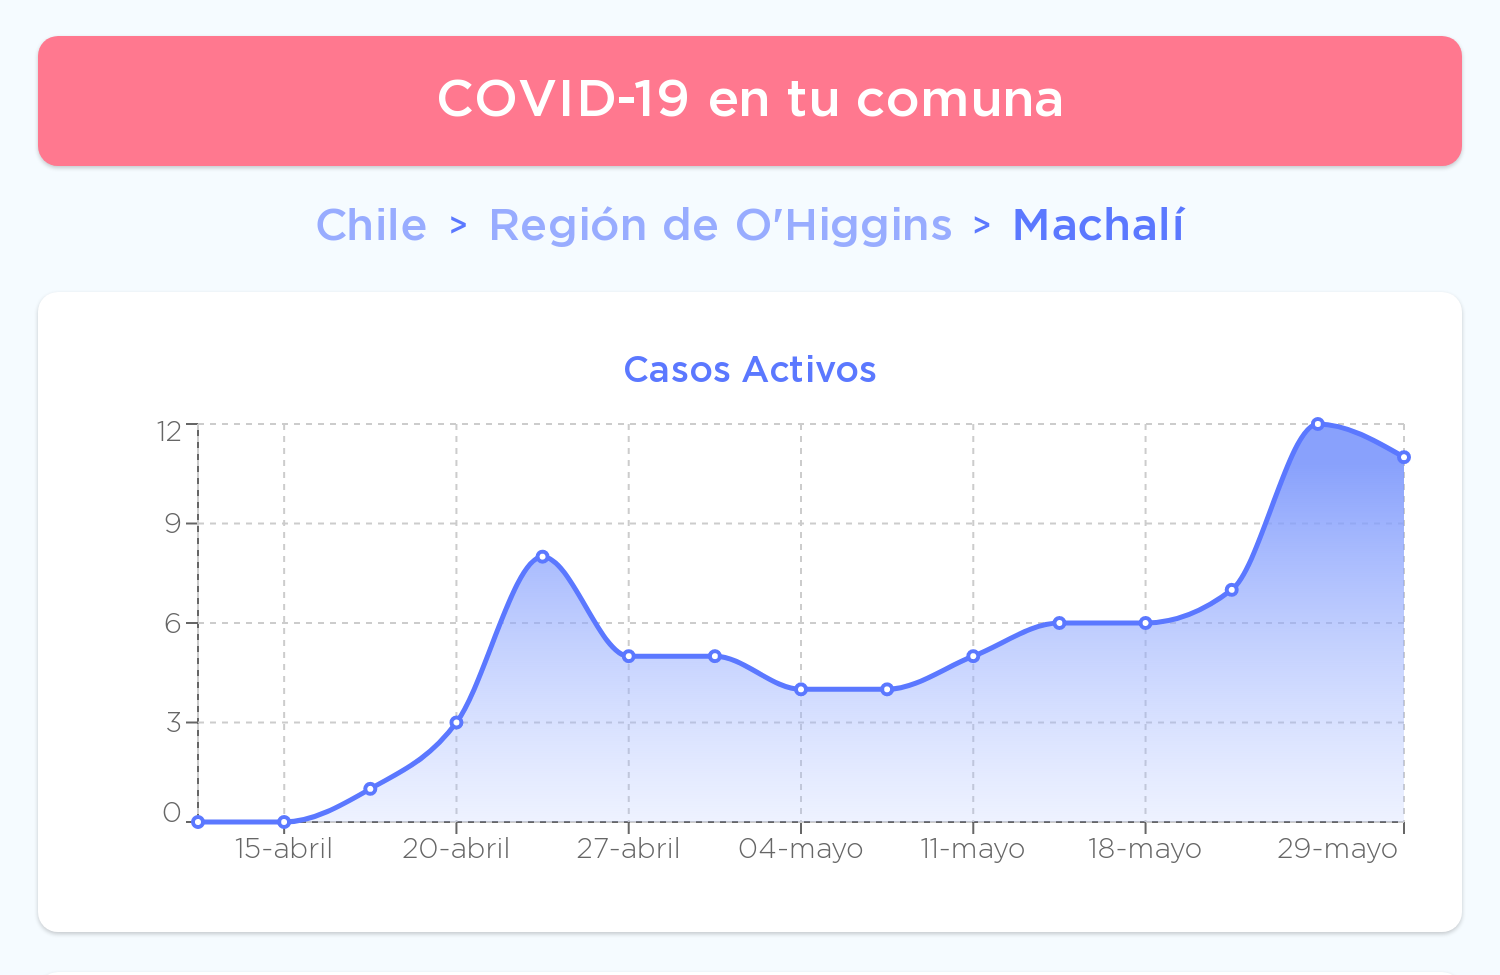 COVID-19 en tu comuna
Chile > Región de O'Higgins > Machalí
Casos Activos
12
9
6
3
0
15-abril 20-abril 27-abril 04-mayo 11-mayo 18-mayo 29-mayo